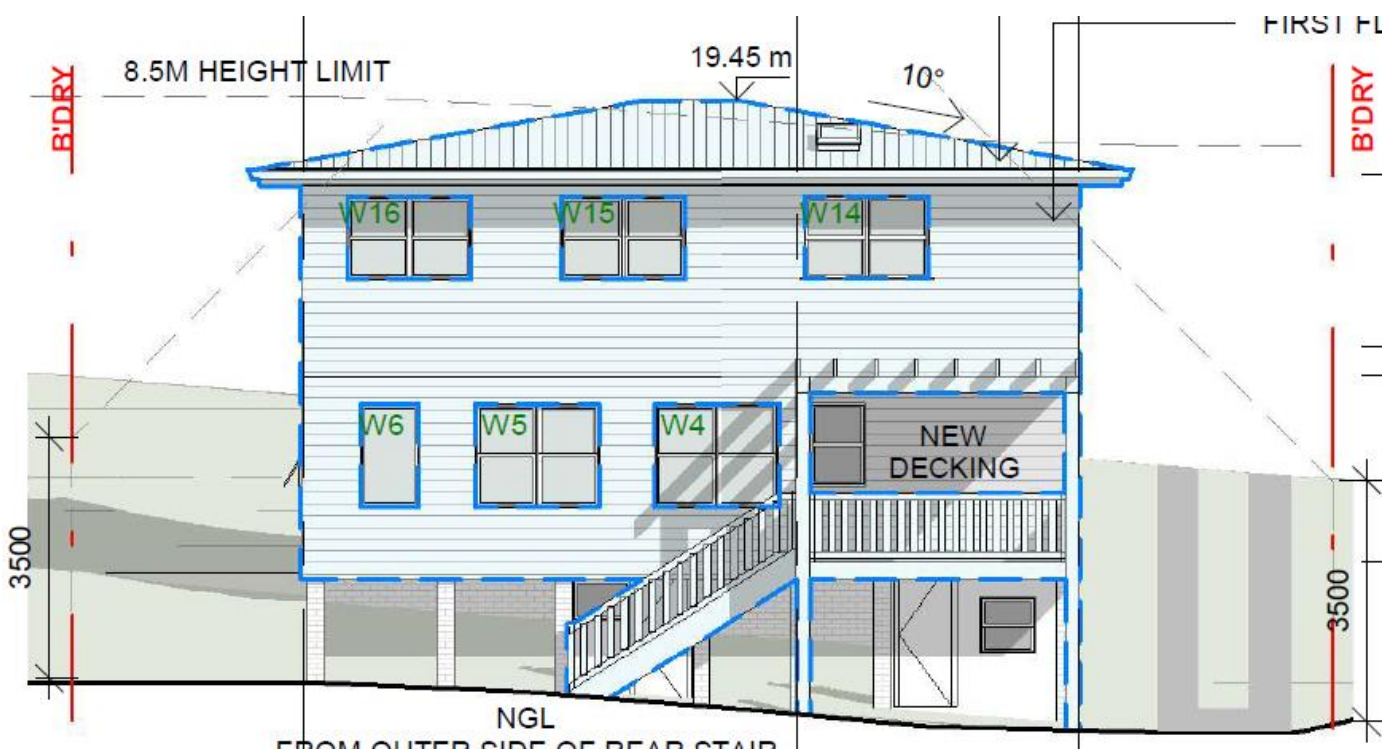 FIRST FL
8.5M HEIGHT LIMIT
19.45 m
10°
B'DRY
B'DRY
W16
W15
W14
W6
W5
W4
NEW
DECKING
3500
3500
NGL
FROM OUTER SIDE OF REAR STAIR